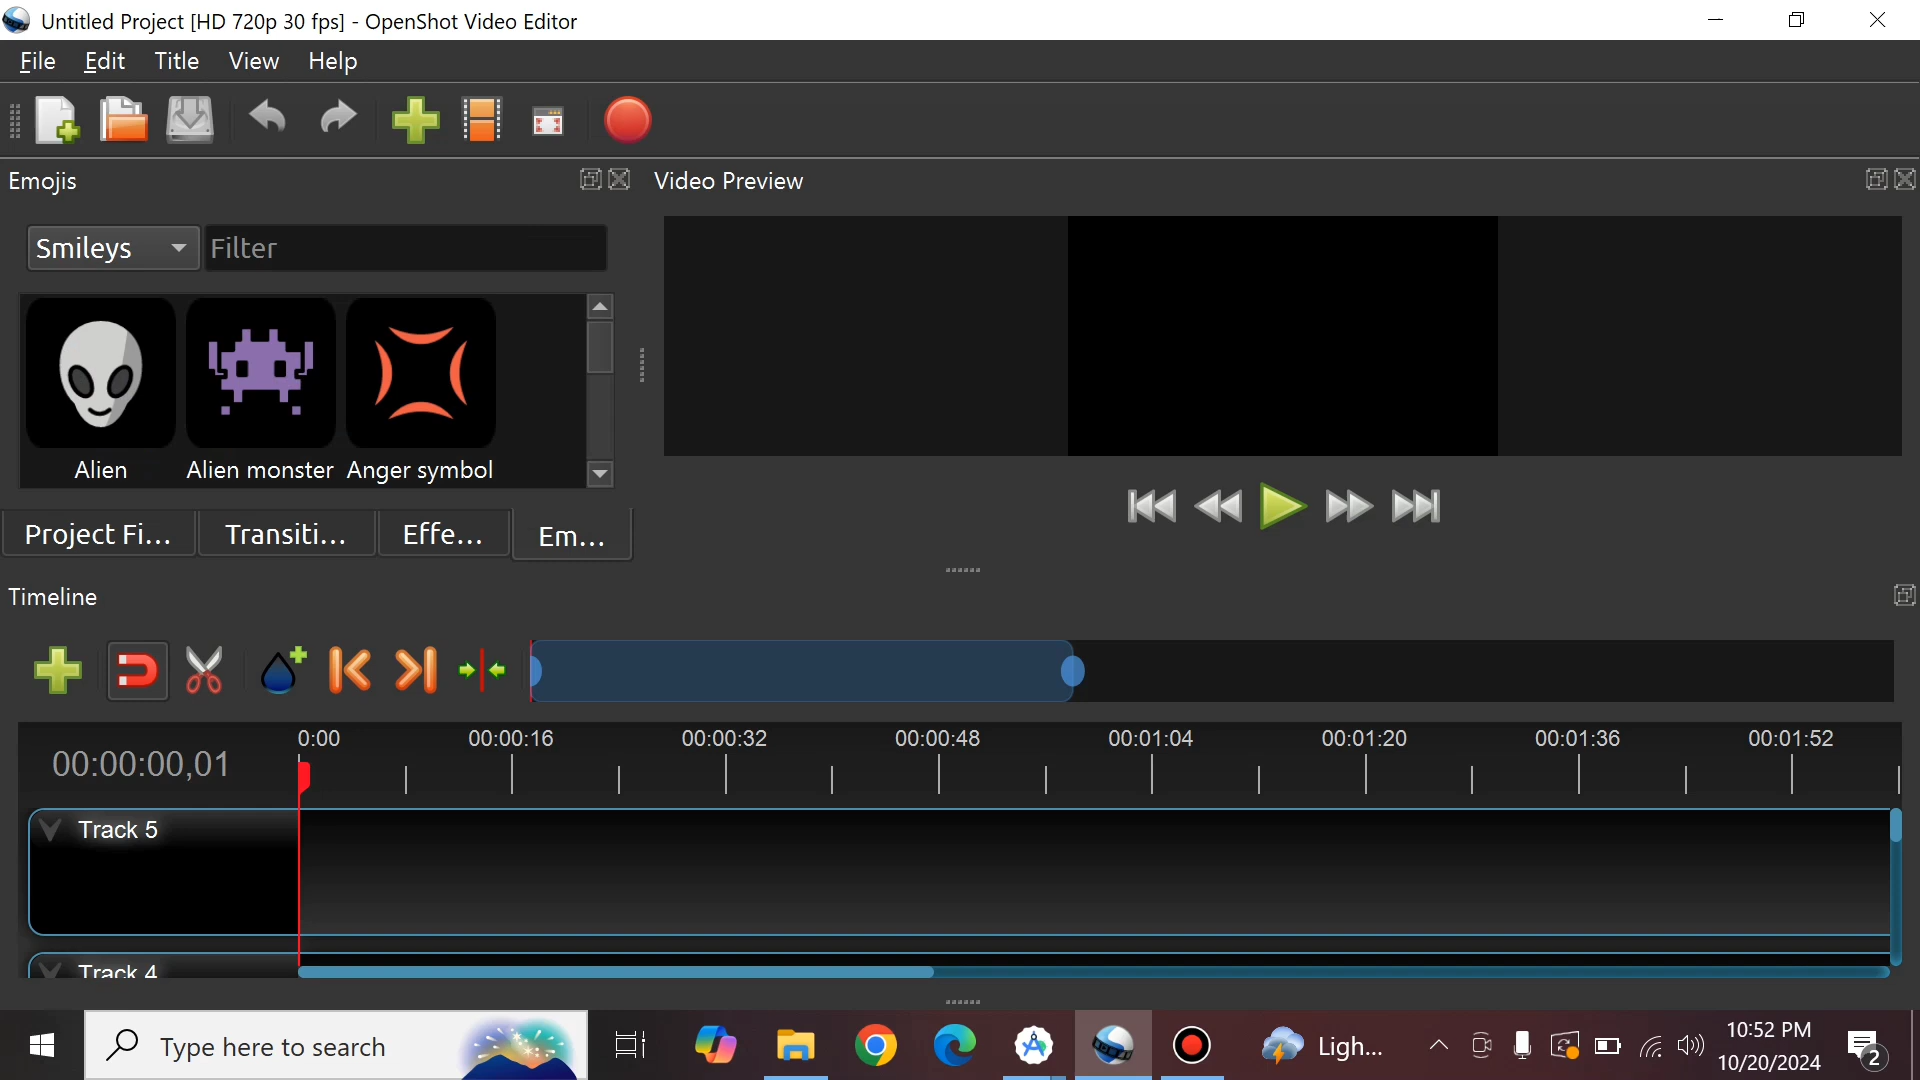 Untitled Project [HD 720p 30 fps] - OpenShot Video Editor
File Edit Title View Help
Emojis
Video Preview
Smileys
Filter
Alien
Alien monster
Anger symbol
Project Fi...
Transiti...
Effe...
Em...
Timeline
00:00:00,01
0:00
00:00:16
00:00:32
00:00:48
00:01:04
00:01:20
00:01:36
00:01:52
Track 5
Track 4
Type here to search
Ligh...
10:52 PM
10/20/2024
2